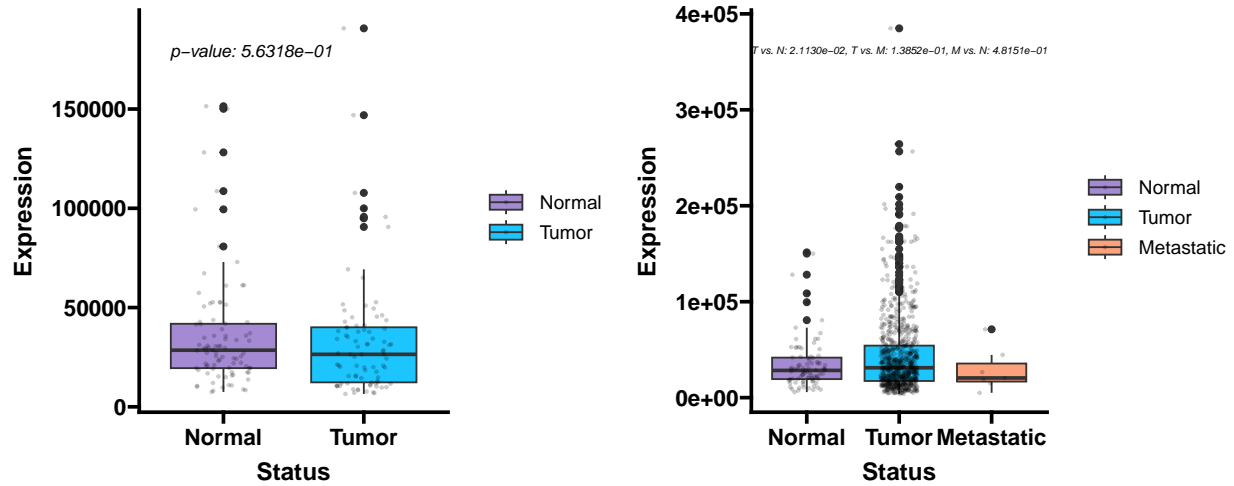 p−value: 5.6318e−01
150000
100000
50000
0
Expression
Normal
Tumor
Status
Normal
Tumor
T vs. N: 2.1130e−02, T vs. M: 1.3852e−01, M vs. N: 4.8151e−01
4e+05
3e+05
2e+05
1e+05
0e+00
Expression
Normal
Tumor
Metastatic
Status
Normal
Tumor
Metastatic